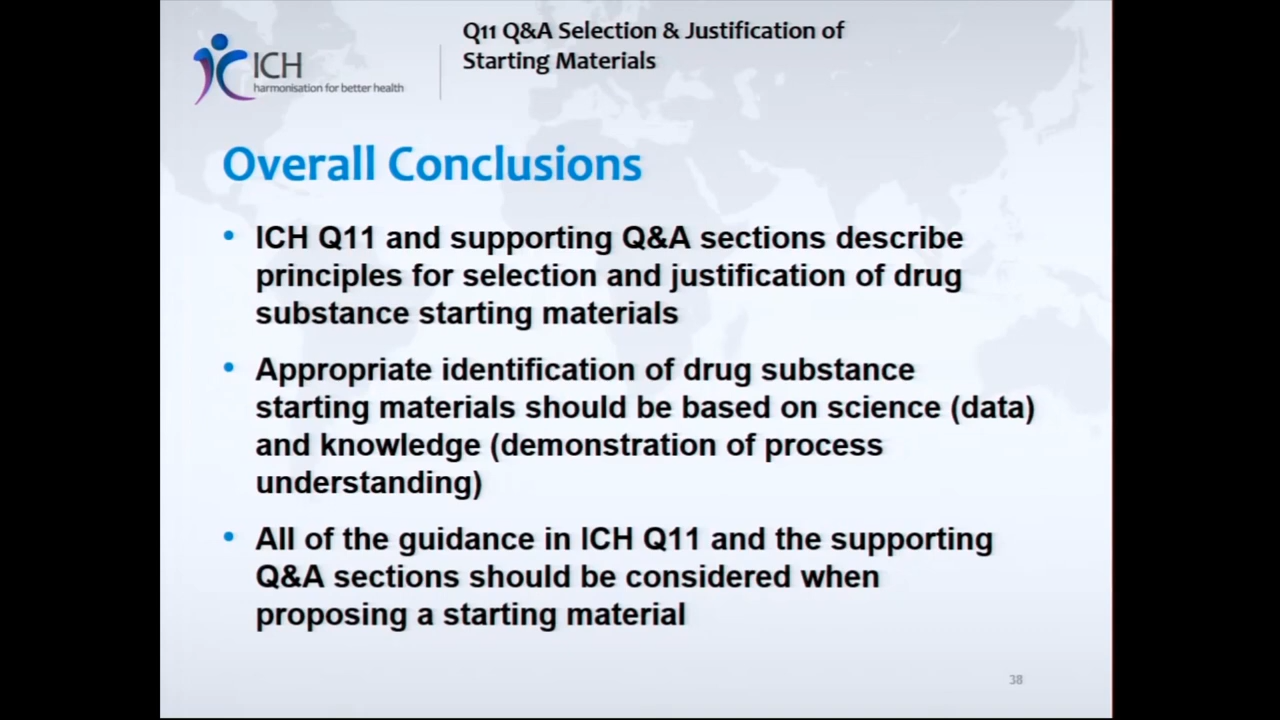 Q11 Q&A Selection & Justification of
Starting Materials
ICH
harmonisation for better health
Overall Conclusions
• ICH Q11 and supporting Q&A sections describe
principles for selection and justification of drug
substance starting materials
• Appropriate identification of drug substance
starting materials should be based on science (data)
and knowledge (demonstration of process
understanding)
• All of the guidance in ICH Q11 and the supporting
Q&A sections should be considered when
proposing a starting material
38